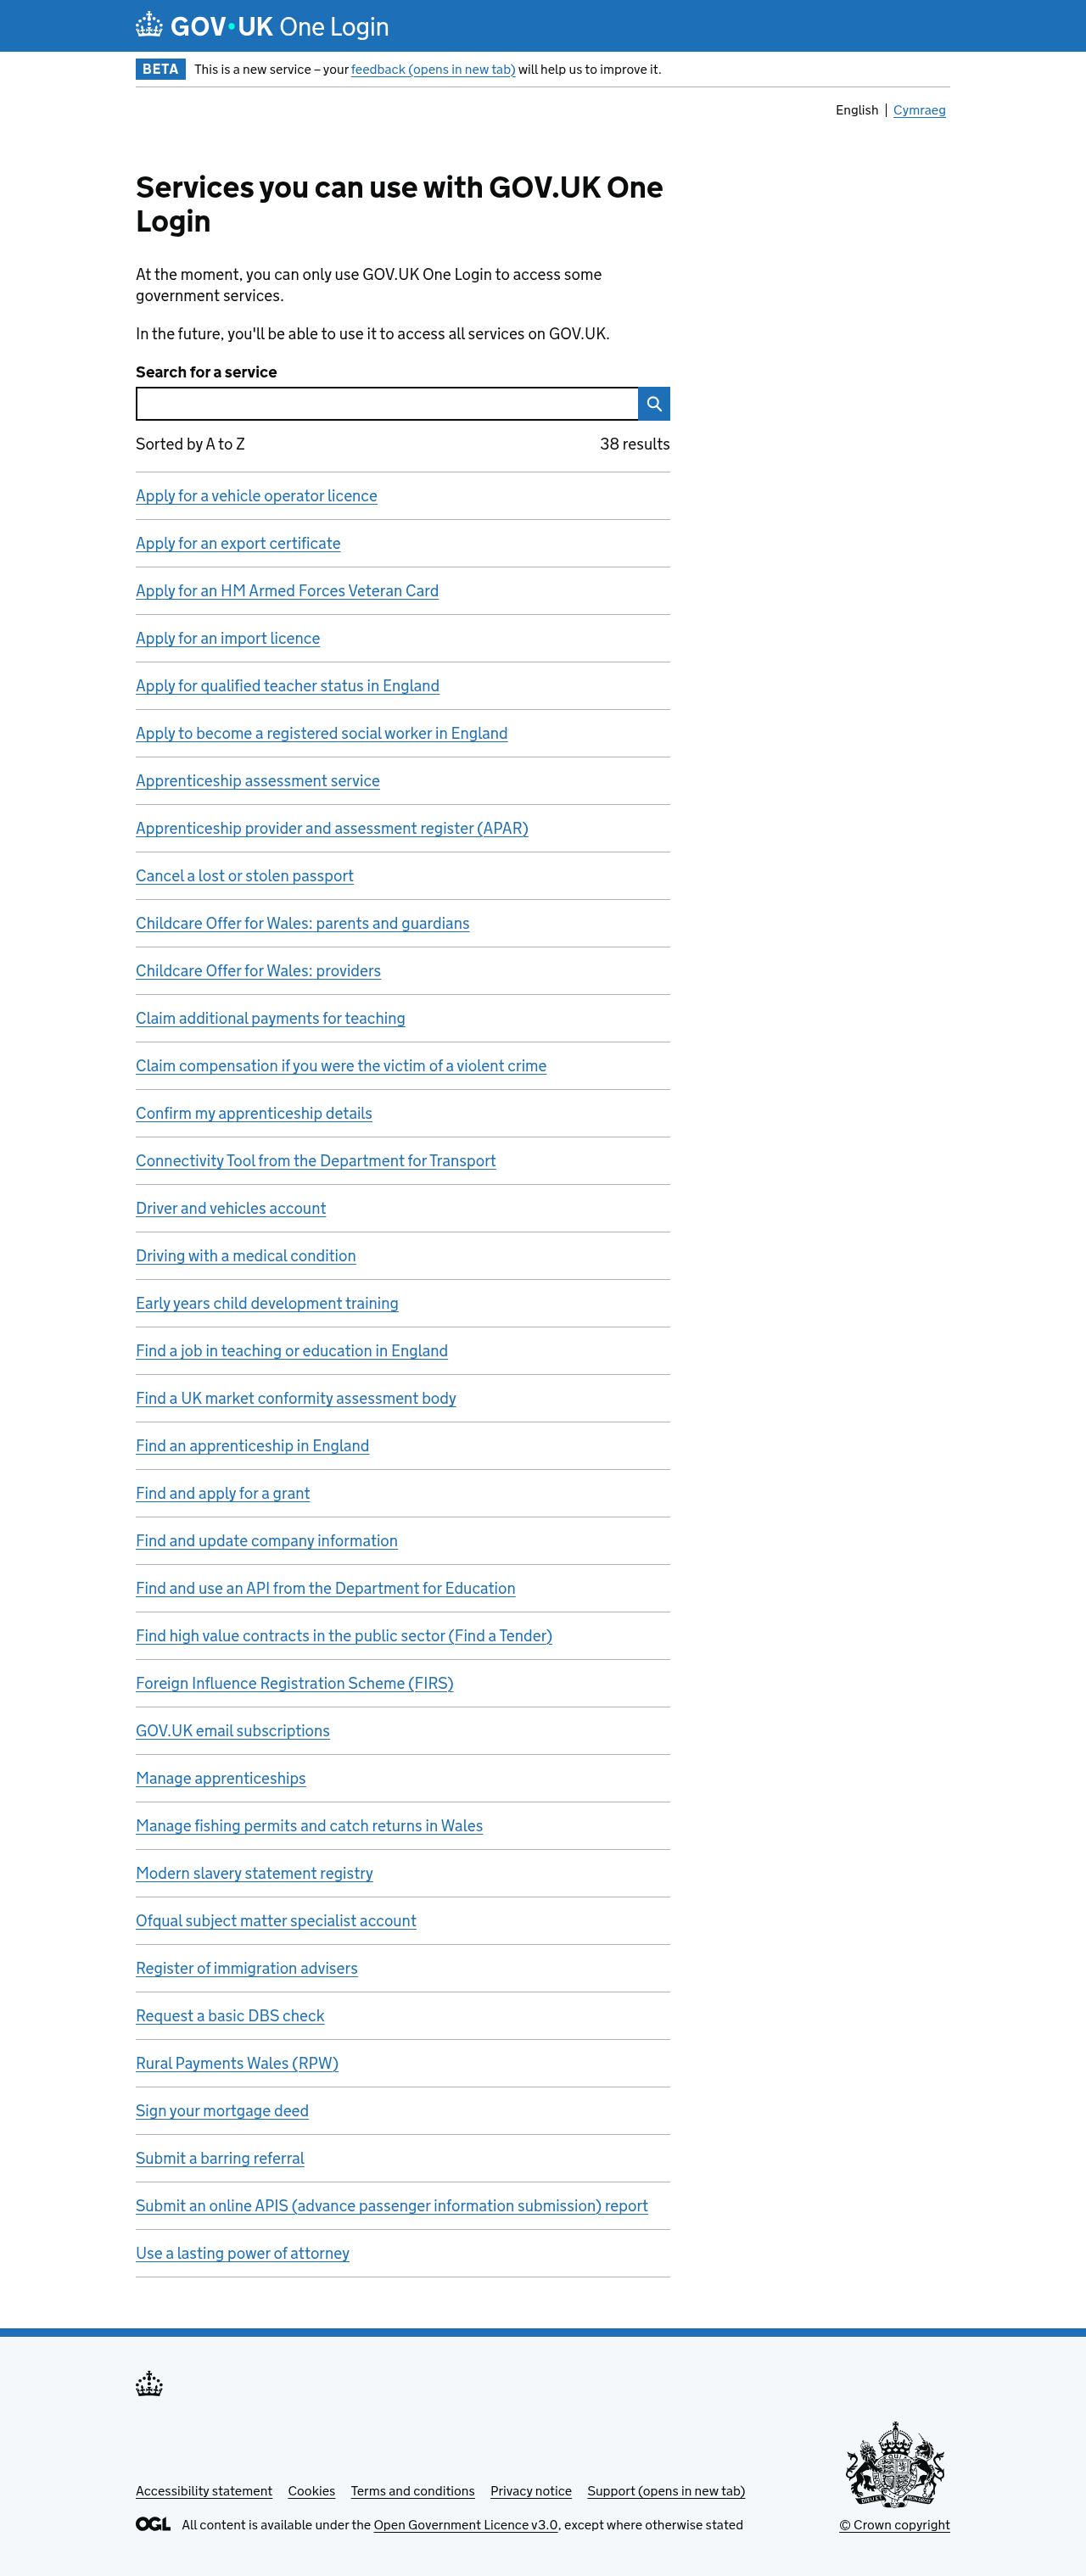 GOV•UK One Login
BETA This is a new service – your feedback (opens in new tab) will help us to improve it.
English | Cymraeg
Services you can use with GOV.UK One
Login
At the moment, you can only use GOV.UK One Login to access some
government services.
In the future, you'll be able to use it to access all services on GOV.UK.
Search for a service
Sorted by A to Z 38 results
Apply for a vehicle operator licence
Apply for an export certificate
Apply for an HM Armed Forces Veteran Card
Apply for an import licence
Apply for qualified teacher status in England
Apply to become a registered social worker in England
Apprenticeship assessment service
Apprenticeship provider and assessment register (APAR)
Cancel a lost or stolen passport
Childcare Offer for Wales: parents and guardians
Childcare Offer for Wales: providers
Claim additional payments for teaching
Claim compensation if you were the victim of a violent crime
Confirm my apprenticeship details
Connectivity Tool from the Department for Transport
Driver and vehicles account
Driving with a medical condition
Early years child development training
Find a job in teaching or education in England
Find a UK market conformity assessment body
Find an apprenticeship in England
Find and apply for a grant
Find and update company information
Find and use an API from the Department for Education
Find high value contracts in the public sector (Find a Tender)
Foreign Influence Registration Scheme (FIRS)
GOV.UK email subscriptions
Manage apprenticeships
Manage fishing permits and catch returns in Wales
Modern slavery statement registry
Ofqual subject matter specialist account
Register of immigration advisers
Request a basic DBS check
Rural Payments Wales (RPW)
Sign your mortgage deed
Submit a barring referral
Submit an online APIS (advance passenger information submission) report
Use a lasting power of attorney
Accessibility statement Cookies Terms and conditions Privacy notice Support (opens in new tab)
OGL All content is available under the Open Government Licence v3.0, except where otherwise stated
© Crown copyright